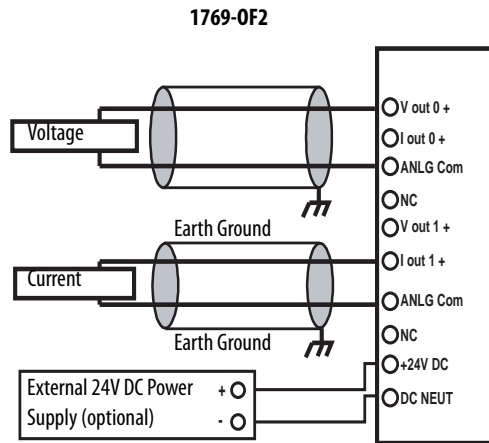 1769-OF2
V out 0 +
Voltage
I out 0 +
ANLG Com
NC
Earth Ground
V out 1 +
I out 1 +
Current
ANLG Com
Earth Ground
NC
+24V DC
External 24V DC Power +
Supply (optional) -
DC NEUT